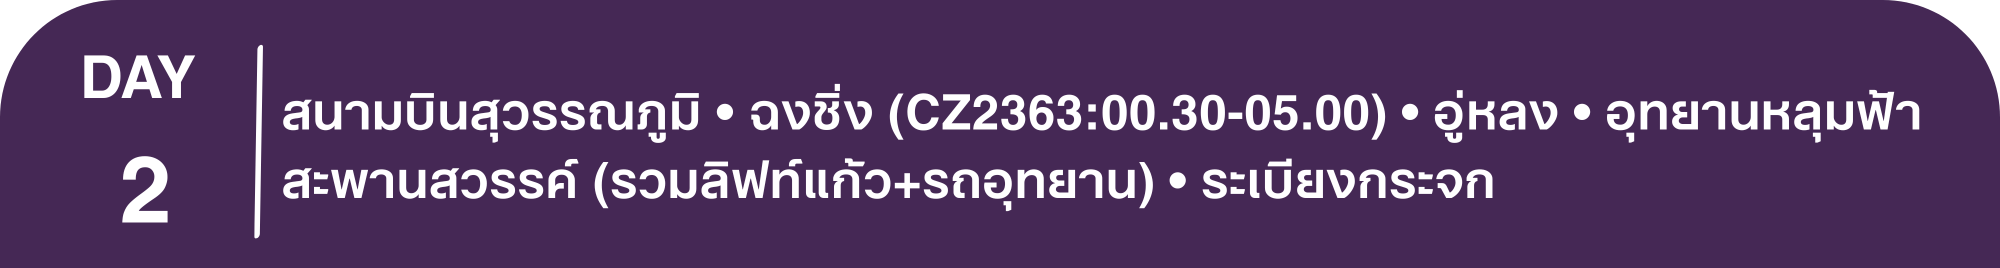 DAY
2
สนามบินสุวรรณภูมิ • ฉงชิ่ง (CZ2363:00.30-05.00) • อู่หลง • อุทยานหลุมฟ้า
สะพานสวรรค์ (รวมลิฟท์แก้ว+รถอุทยาน) • ระเบียงกระจก